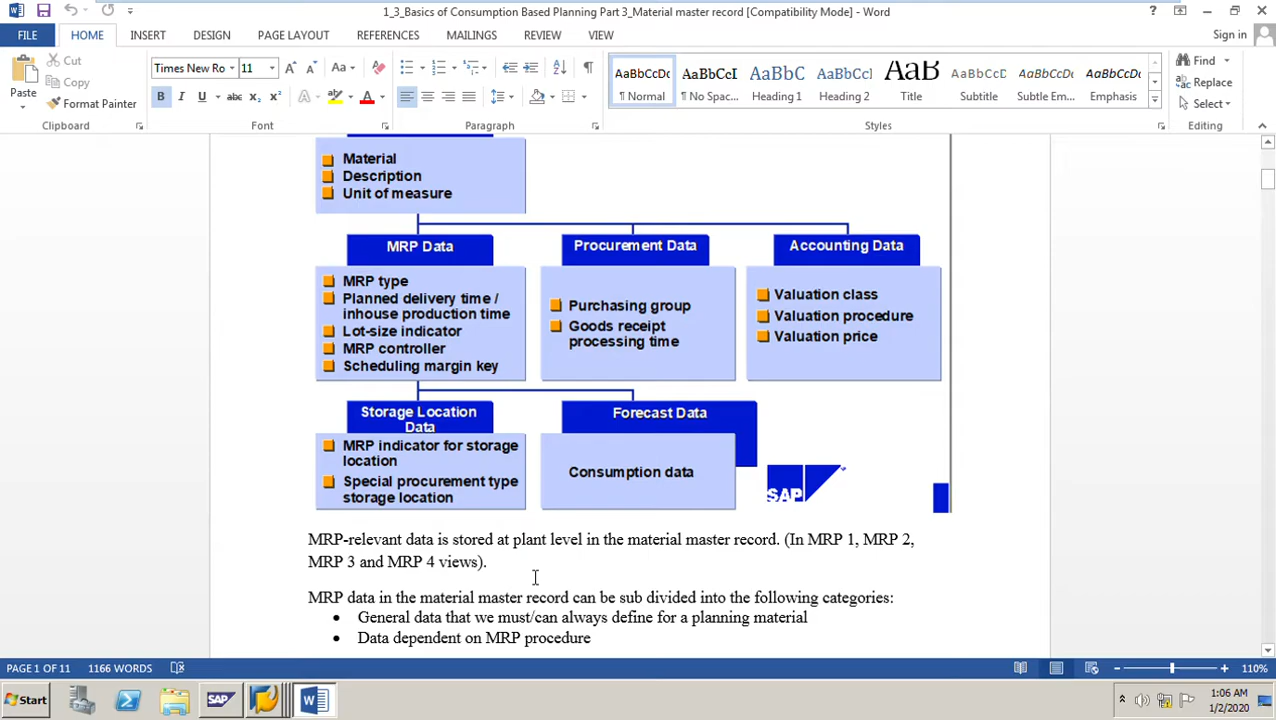 1_3_Basics of Consumption Based Planning Part 3_Material master record [Compatibility Mode] - Word
FILE HOME INSERT DESIGN PAGE LAYOUT REFERENCES MAILINGS REVIEW VIEW Sign in
Paste
Cut
Copy
Format Painter
Times New Ro 11
AaBbCcDc AaBbCcI AaBbC AaBbCc AaB AaBbCcD AaBbCcDc AaBbCcDc
¶ Normal ¶ No Spac... Heading 1 Heading 2 Title Subtitle Subtle Em... Emphasis
Find
Replace
Select
Clipboard Font Paragraph Styles Editing
Material
Description
Unit of measure
MRP Data
MRP type
Planned delivery time /
inhouse production time
Lot-size indicator
MRP controller
Scheduling margin key
Procurement Data
Purchasing group
Goods receipt
processing time
Accounting Data
Valuation class
Valuation procedure
Valuation price
Storage Location
Data
MRP indicator for storage
location
Special procurement type
storage location
Forecast Data
Consumption data
SAP
MRP-relevant data is stored at plant level in the material master record. (In MRP 1, MRP 2,
MRP 3 and MRP 4 views).
MRP data in the material master record can be sub divided into the following categories:
• General data that we must/can always define for a planning material
• Data dependent on MRP procedure
PAGE 1 OF 11 1166 WORDS 110%
Start SAP 1:06 AM
1/2/2020